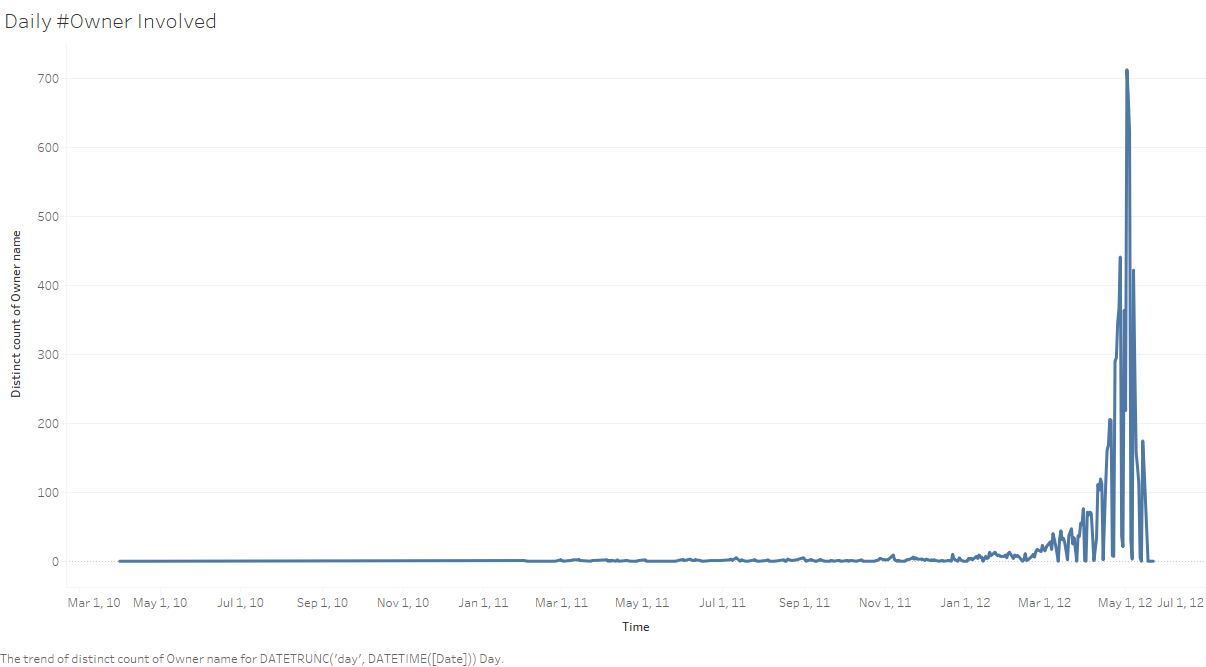 Daily #Owner Involved
700
600
500
400
300
200
100
0
Distinct count of Owner name
Mar 1, 10 May 1, 10 Jul 1, 10 Sep 1, 10 Nov 1, 10 Jan 1, 11 Mar 1, 11 May 1, 11 Jul 1, 11 Sep 1, 11 Nov 1, 11 Jan 1, 12 Mar 1, 12 May 1, 12 Jul 1, 12
Time
The trend of distinct count of Owner name for DATETRUNC('day', DATETIME([Date])) Day.